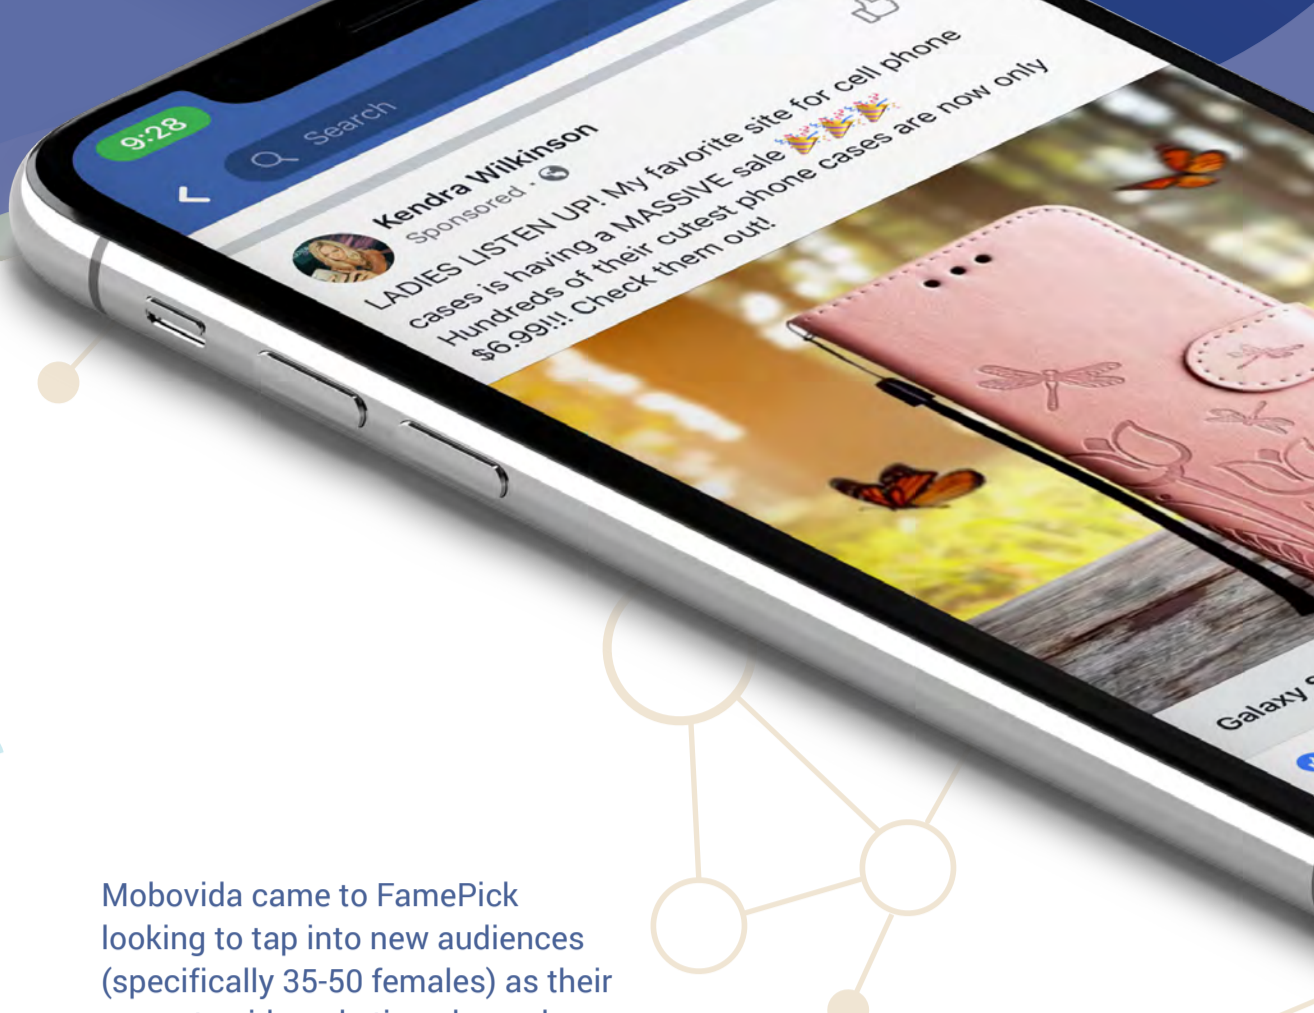 9:28
Search
Kendra Wilkinson
Sponsored ·
LADIES LISTEN UP! My favorite site for cell phone
cases is having a MASSIVE sale 🎉🎉🎉
Hundreds of their cutest phone cases are now only
$6.99!!! Check them out!
Galaxy
Mobovida came to FamePick
looking to tap into new audiences
(specifically 35-50 females) as their